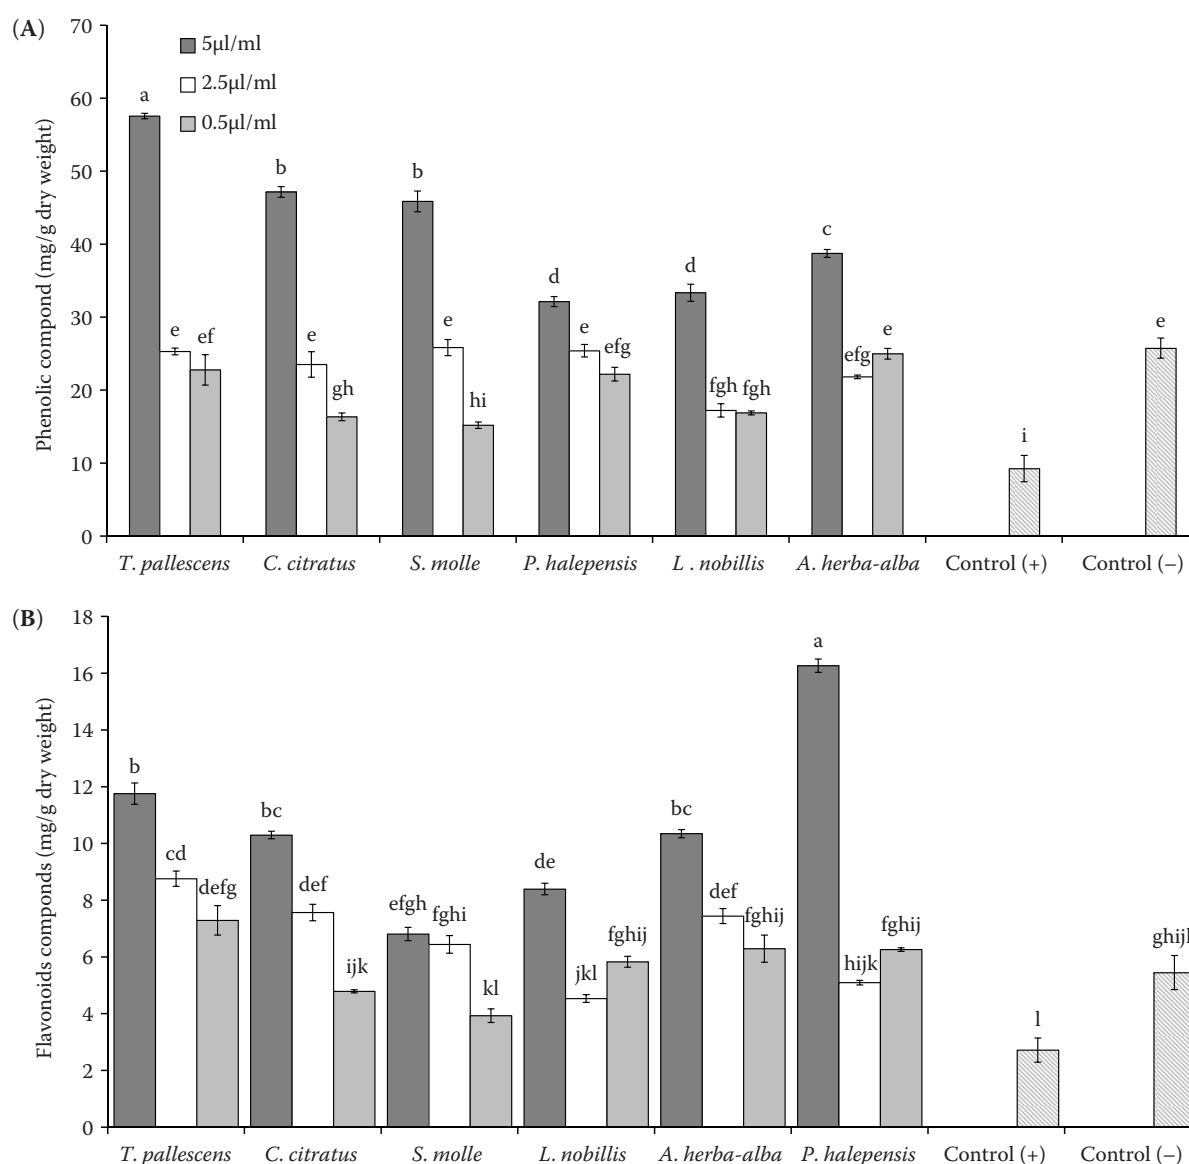 (A)
Phenolic compond (mg/g dry weight)
70
60
50
40
30
20
10
0
5µl/ml
2.5µl/ml
0.5µl/ml
a
e
ef
b
e
gh
b
e
hi
d
e
efg
d
fgh
fgh
c
efg
e
i
e
T. pallescens
C. citratus
S. molle
P. halepensis
L . nobillis
A. herba-alba
Control (+)
Control (–)
(B)
Flavonoids componds (mg/g dry weight)
18
16
14
12
10
8
6
4
2
0
b
cd
defg
bc
def
ijk
efgh
fghi
kl
de
jkl
fghij
bc
def
fghij
a
hijk
fghij
l
T. pallescens
C. citratus
S. molle
L. nobillis
A. herba-alba
P. halepensis
Control (+)
Control (–)